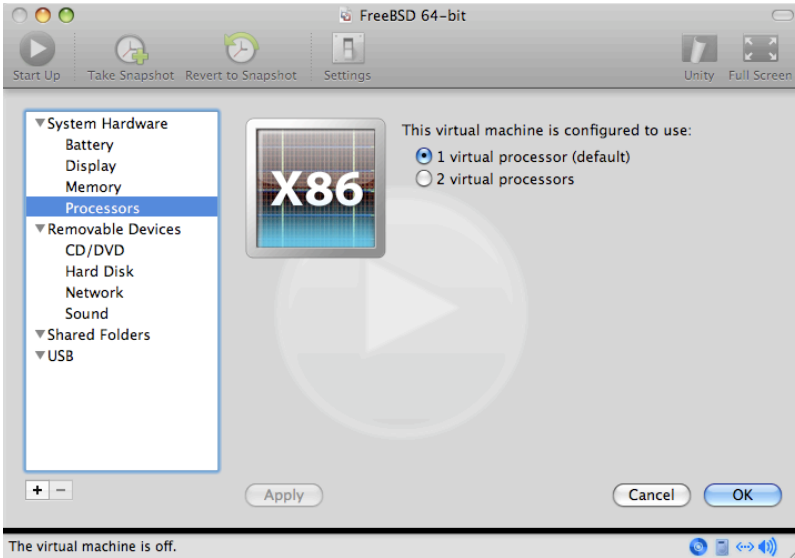 FreeBSD 64-bit
Start Up Take Snapshot Revert to Snapshot Settings Unity Full Screen
System Hardware
Battery
Display
Memory
Processors
Removable Devices
CD/DVD
Hard Disk
Network
Sound
Shared Folders
USB
X86
This virtual machine is configured to use:
1 virtual processor (default)
2 virtual processors
+ −
Apply Cancel OK
The virtual machine is off.